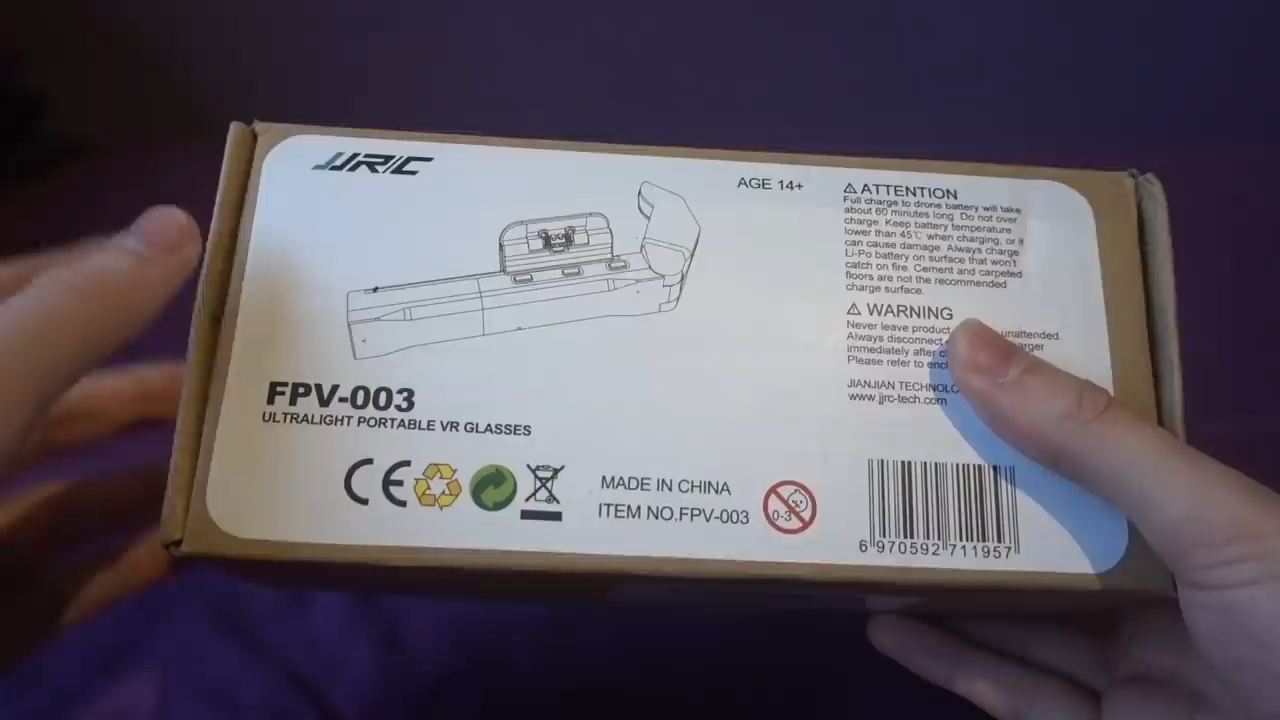 JJRC
AGE 14+
FPV-003
ULTRALIGHT PORTABLE VR GLASSES
CE
MADE IN CHINA
ITEM NO.FPV-003
0-3
⚠ ATTENTION
Full charge to drone battery will take
about 60 minutes long. Do not over
charge. Keep battery temperature
lower than 45℃ when charging, or it
can cause damage. Always charge
Li-Po battery on surface that won't
catch on fire. Cement and carpeted
floors are not the recommended
charge surface.
⚠ WARNING
Never leave product unattended.
Always disconnect
immediately after
Please refer to
JIANJIAN
www.jjrc-tech.com
6 970592 711957